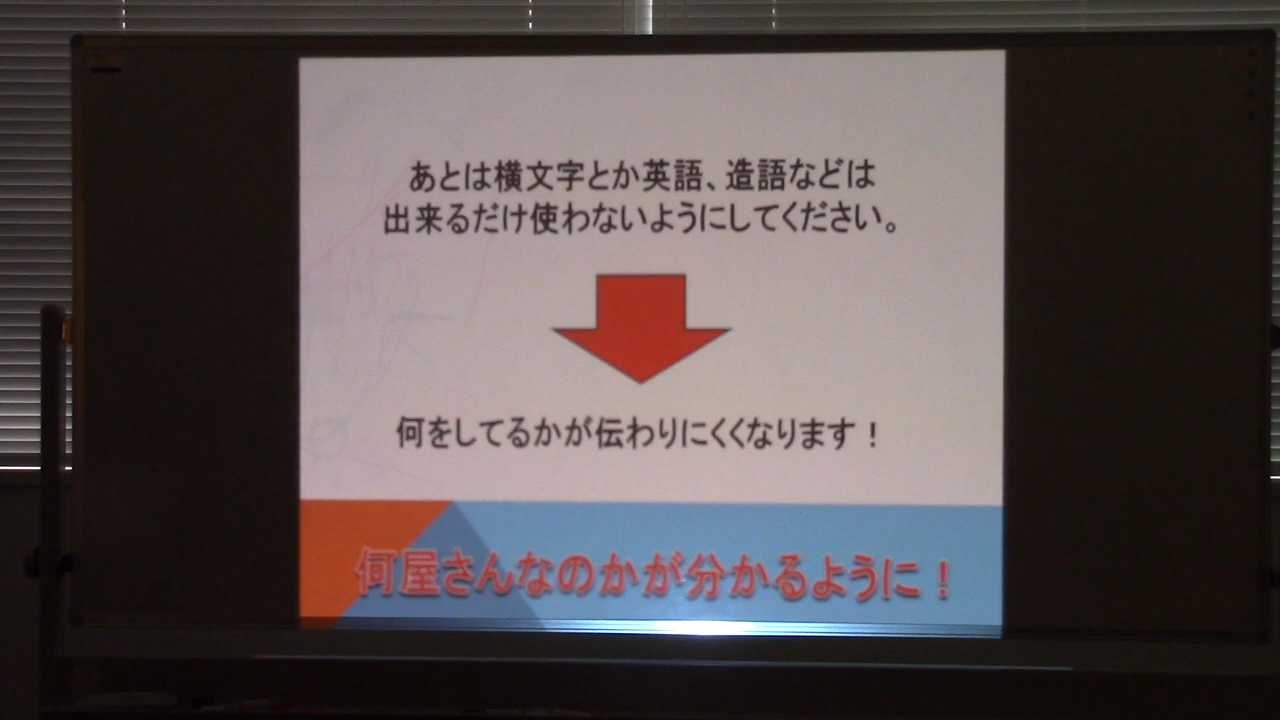 あとは横文字とか英語、造語などは
出来るだけ使わないようにしてください。
何をしてるかが伝わりにくくなります！
何屋さんなのかが分かるように！